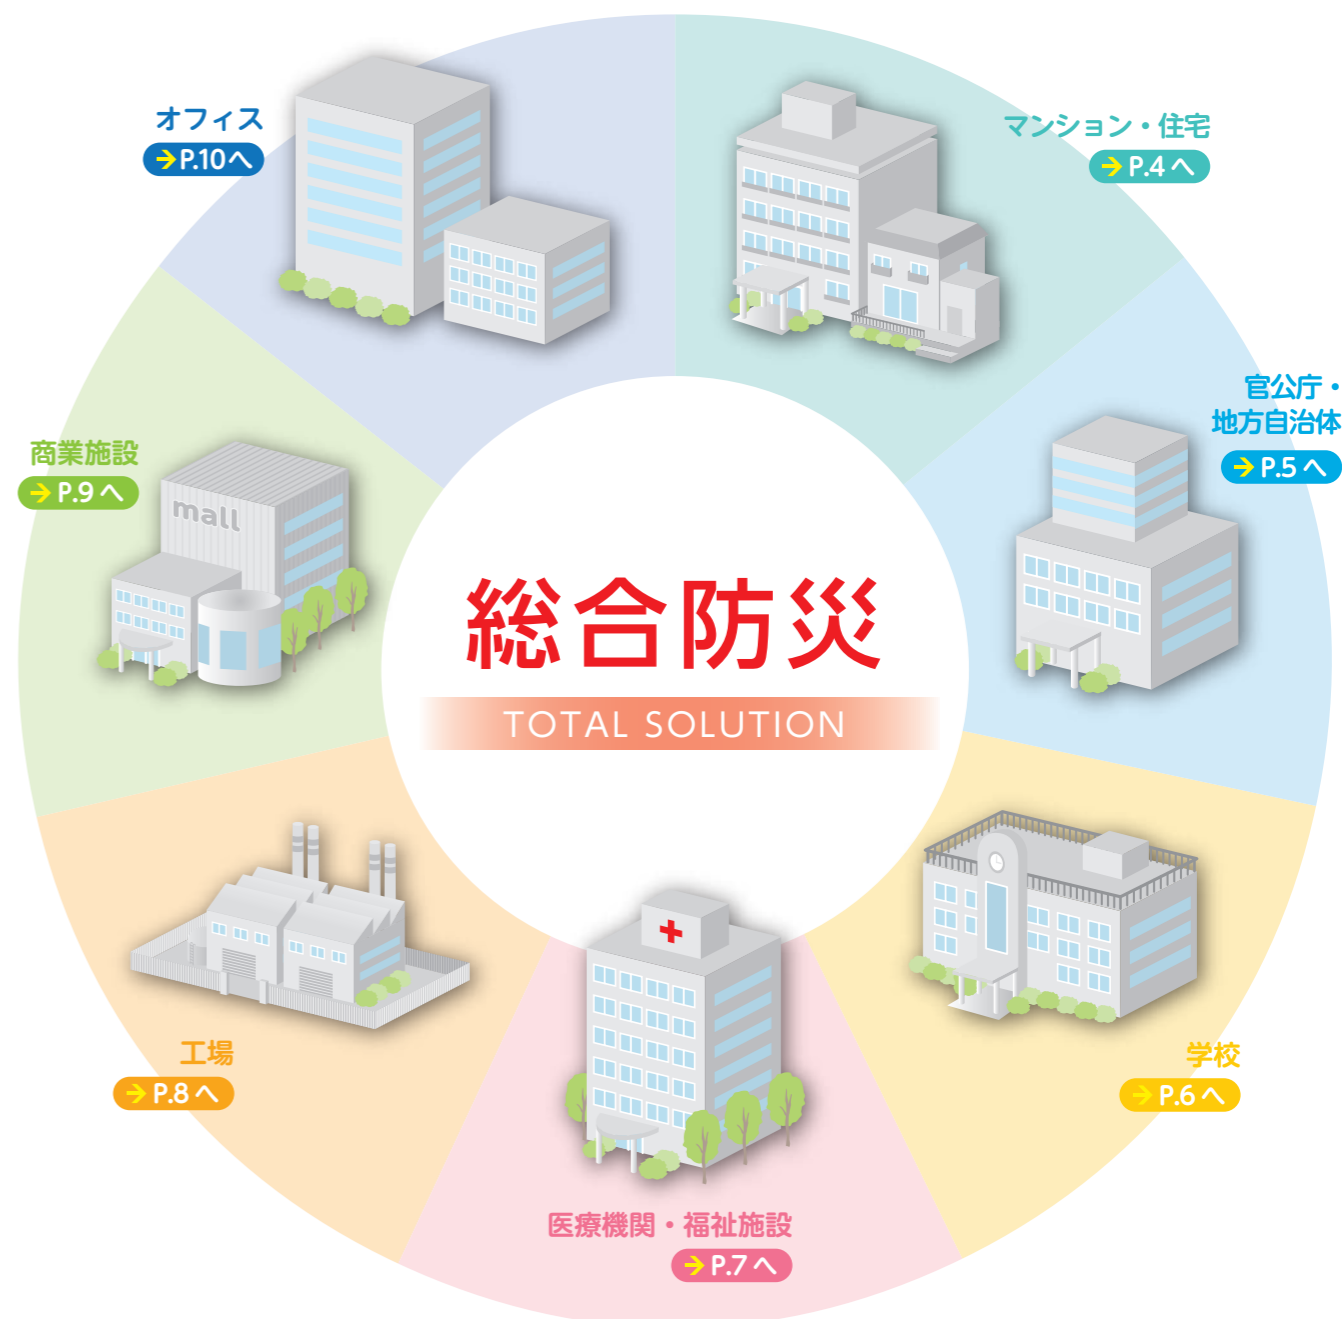 オフィス
→P.10へ
マンション・住宅
→P.4へ
官公庁・
地方自治体
→P.5へ
商業施設
→P.9へ
mall
総合防災
TOTAL SOLUTION
工場
→P.8へ
学校
→P.6へ
医療機関・福祉施設
→P.7へ